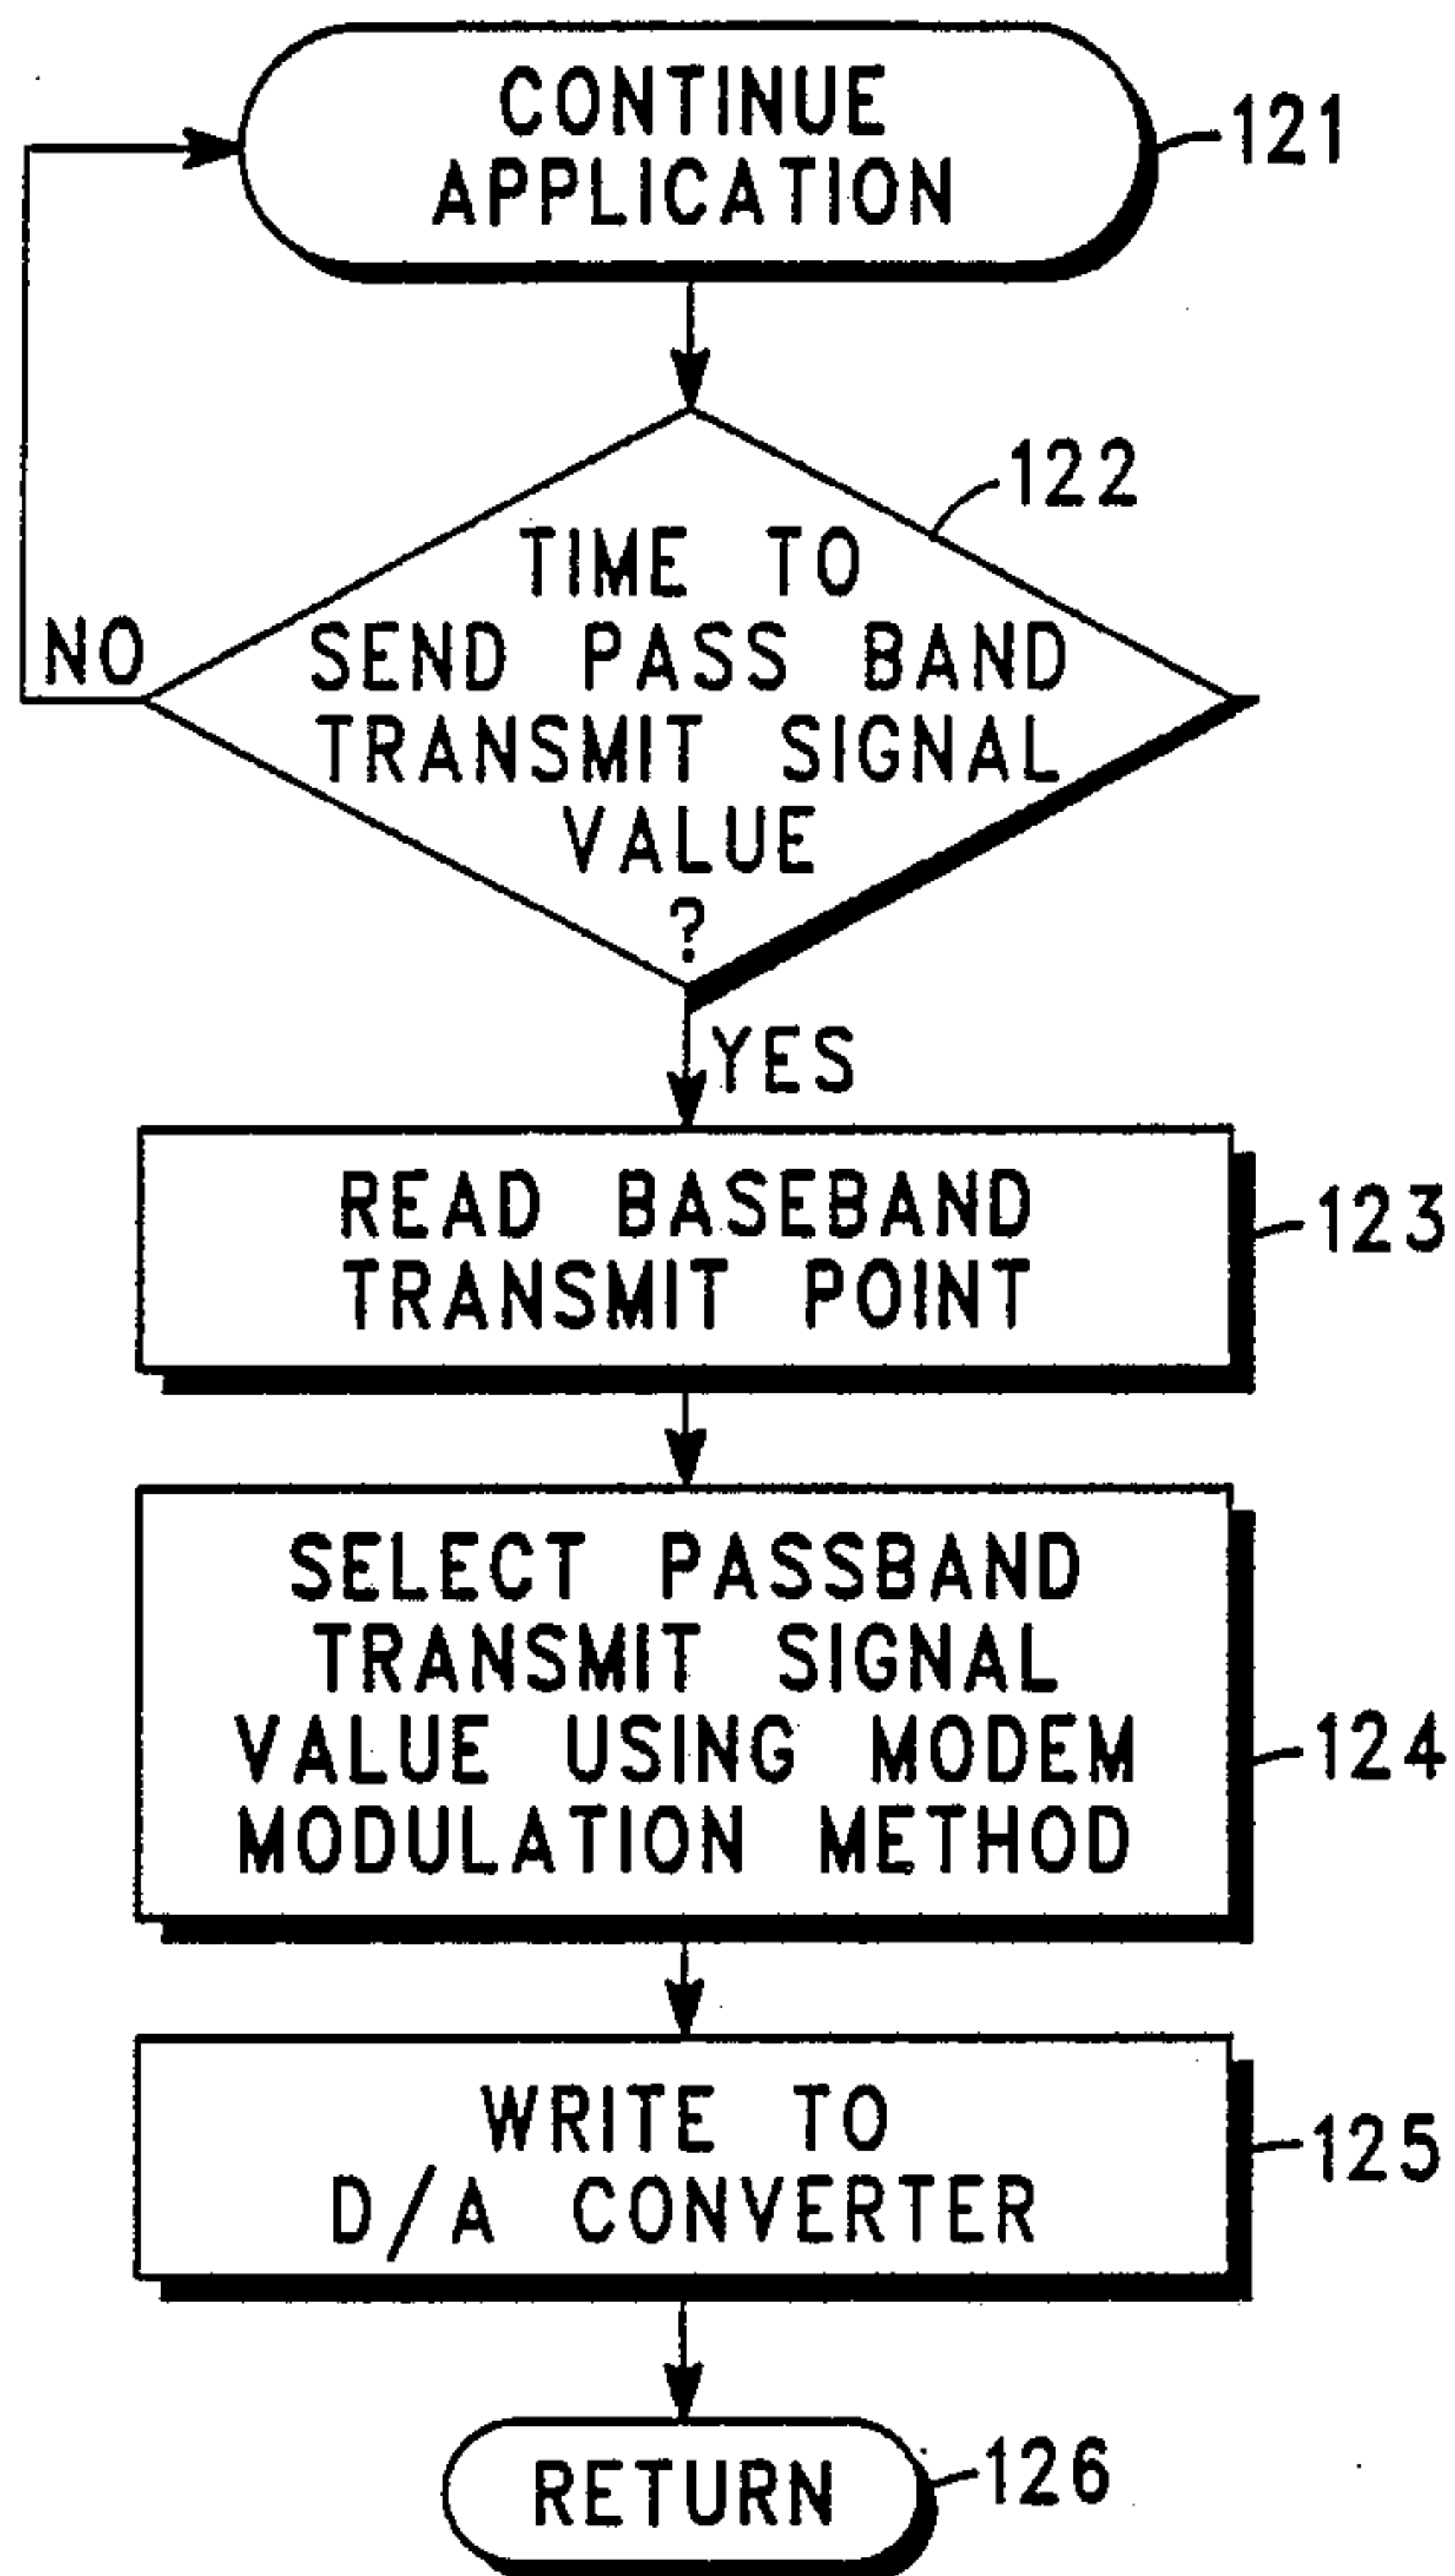 CONTINUE
APPLICATION
121
122
TIME TO
SEND PASS BAND
TRANSMIT SIGNAL
VALUE
?
NO
YES
READ BASEBAND
TRANSMIT POINT
123
SELECT PASSBAND
TRANSMIT SIGNAL
VALUE USING MODEM
MODULATION METHOD
124
WRITE TO
D/A CONVERTER
125
RETURN
126